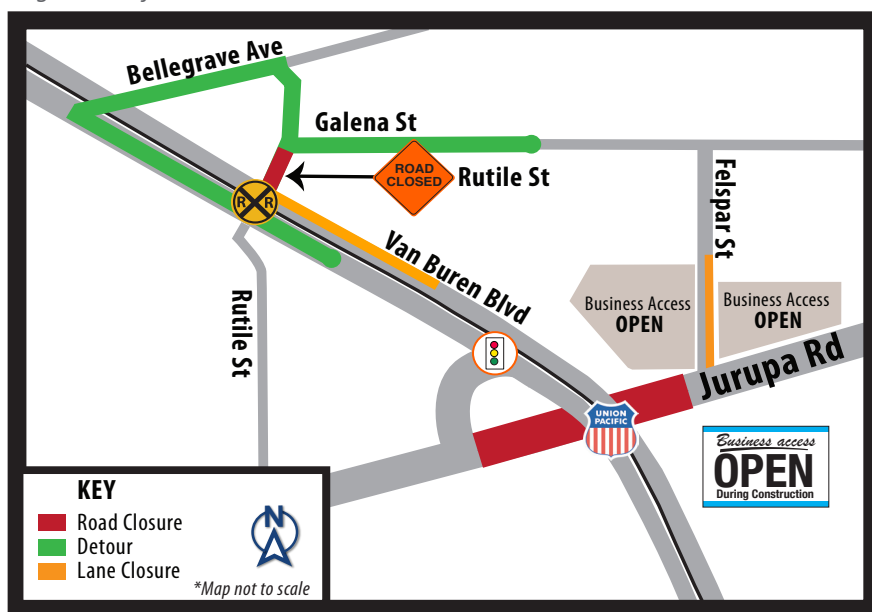 Bellegrave Ave
Galena St
ROAD
CLOSED
Rutile St
R R
Van Buren Blvd
Felspar St
Rutile St
Business Access
OPEN
Business Access
OPEN
Jurupa Rd
UNION
PACIFIC
Business access
OPEN
During Construction
KEY
Road Closure
Detour
Lane Closure
N
*Map not to scale